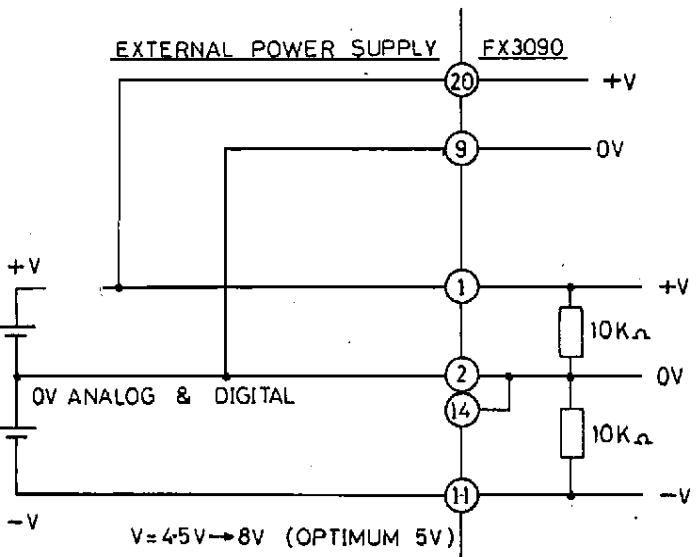 EXTERNAL POWER SUPPLY
FX3090
20
+V
9
0V
+V
1
+V
10KΩ
2
0V
0V ANALOG & DIGITAL
14
10KΩ
11
-V
-V
V=4·5V→8V (OPTIMUM 5V)